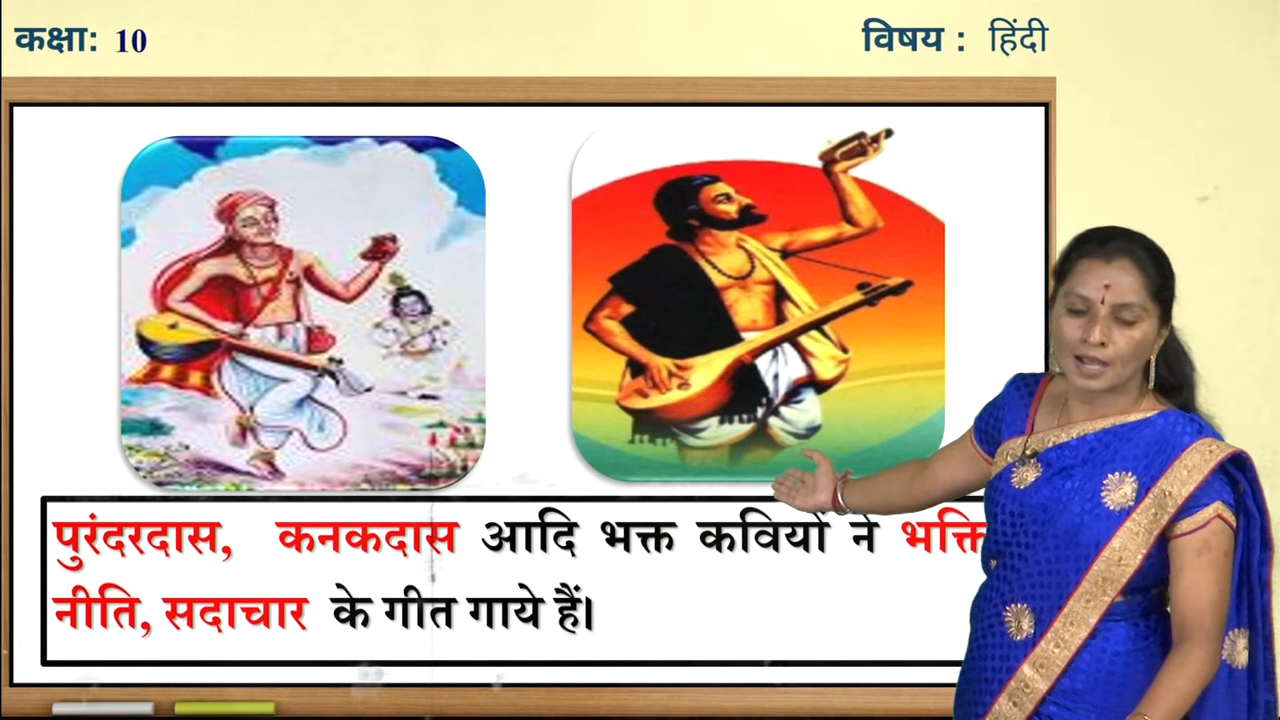 कक्षाः 10
विषय : हिंदी
पुरंदरदास, कनकदास आदि भक्त कवियों ने भक्ति
नीति, सदाचार के गीत गाये हैं।